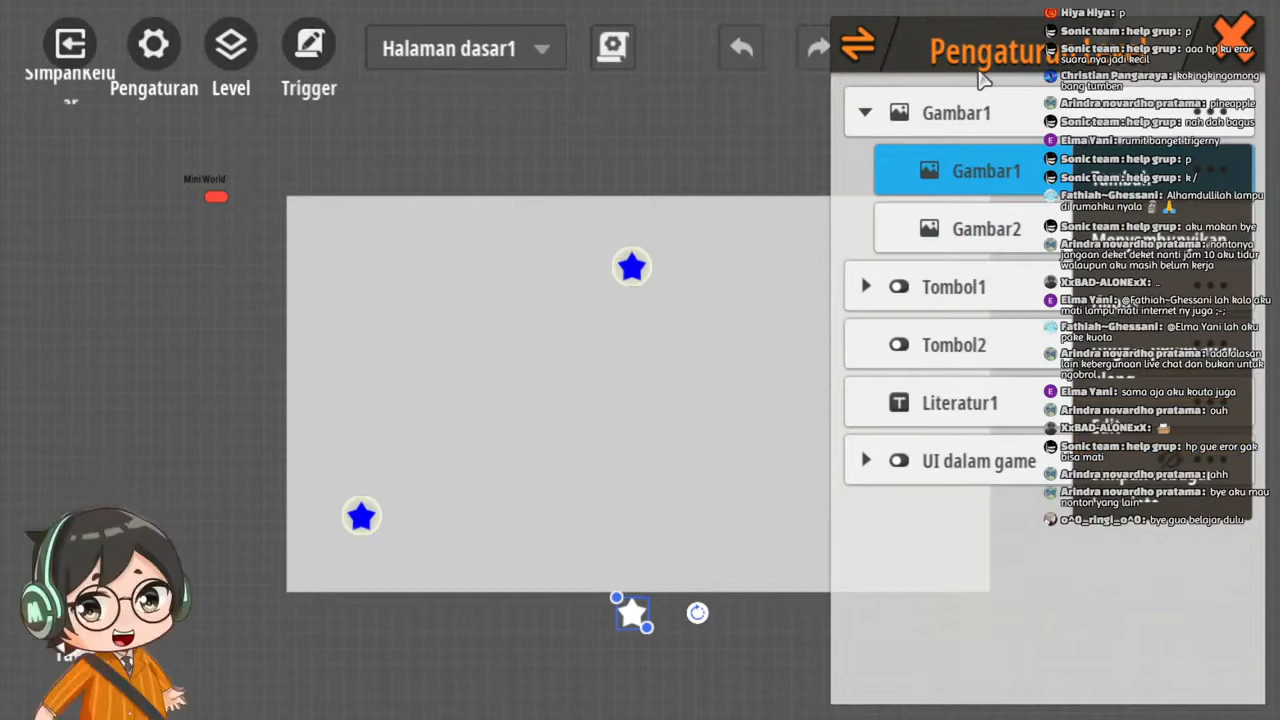 SimpanKelu
ar
Pengaturan
Level
Trigger
Halaman dasar1
Mini World
Pengaturan
Gambar1
Gambar1
Gambar2
Tombol1
Tombol2
Literatur1
UI dalam game
Hiya Hiya: p
Sonic team:help grup: p
Sonic team:help grup: aaa hp ku eror
suara nya jadi kecil
Christian Pangaraya: kok ngk ngomong
bang tumben
Arindra novardho pratama: pineapple
Sonic team:help grup: nah dah bagus
Elma Yani: rumit banget trigerny
Sonic team:help grup: p
Sonic team:help grup: k /
Fathiah~Ghessani: Alhamdullilah lampu
di rumahku nyala
Sonic team:help grup: aku makan bye
Arindra novardho pratama: nontonya
jangaan deket deket nanti jam 10 aku tidur
walaupun aku masih belum kerja
XxBAD-ALONExX: ..
Elma Yani: @Fathiah~Ghessani lah kalo aku
mati lampu mati internet ny juga ;-;
Fathiah~Ghessani: @Elma Yani lah aku
pake kuota
Arindra novardho pratama: ada alasan
lain kebergunaan live chat dan bukan untuk
ngobrol
Elma Yani: sama aja aku kouta juga
Arindra novardho pratama: ouh
XxBAD-ALONExX:
Sonic team:help grup: hp gue eror gak
bisa mati
Arindra novardho pratama: ahh
Arindra novardho pratama: bye aku mau
nonton yang lain
o^O_ringi_o^O: bye gua belajar dulu
M